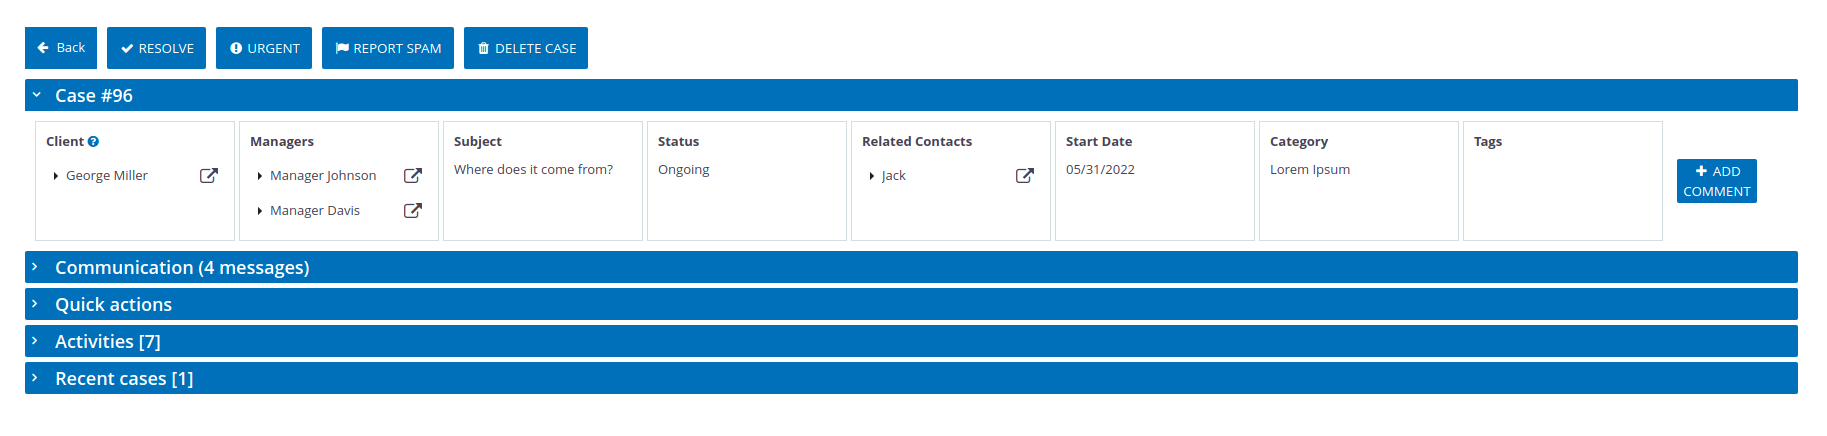 Back RESOLVE URGENT REPORT SPAM DELETE CASE
Case #96
Client Managers Subject Status Related Contacts Start Date Category Tags
George Miller Manager Johnson Where does it come from? Ongoing Jack 05/31/2022 Lorem Ipsum
Manager Davis
ADD
COMMENT
Communication (4 messages)
Quick actions
Activities [7]
Recent cases [1]